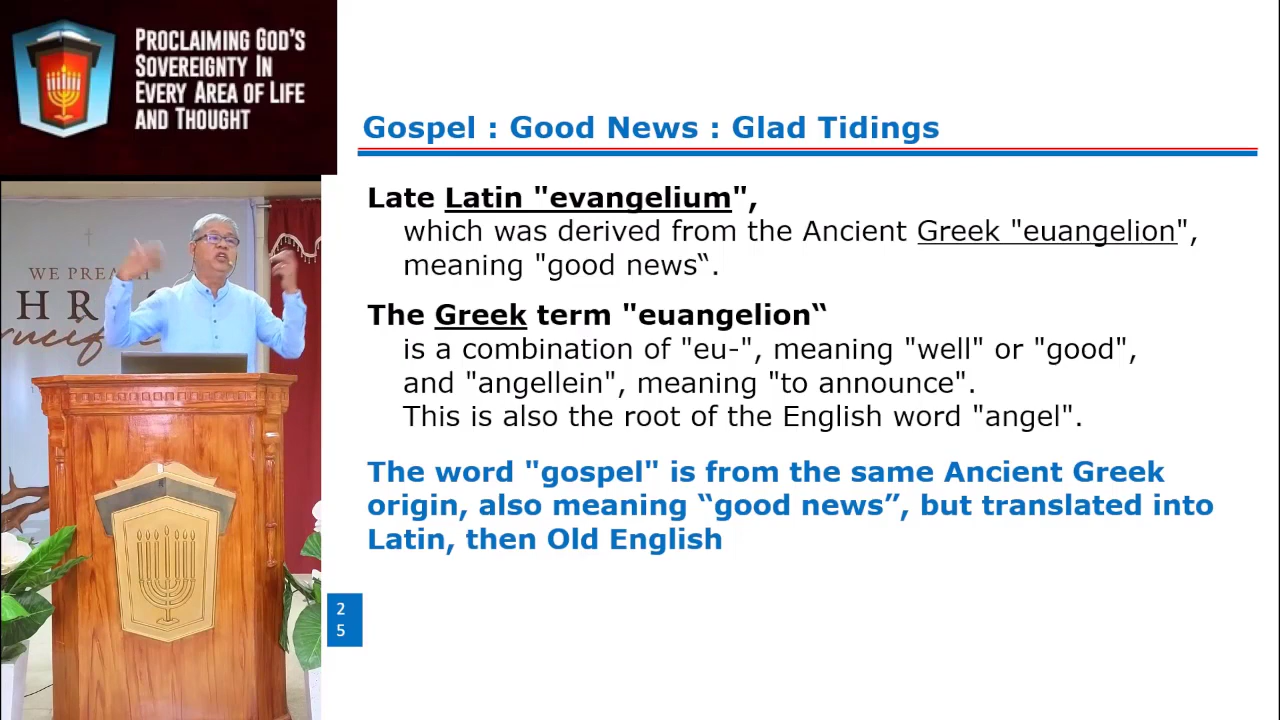 PROCLAIMING GOD'S
SOVEREIGNTY IN
EVERY AREA OF LIFE
AND THOUGHT
Gospel : Good News : Glad Tidings
Late Latin "evangelium",
which was derived from the Ancient Greek "euangelion",
meaning "good news“.
The Greek term "euangelion“
is a combination of "eu-", meaning "well" or "good",
and "angellein", meaning "to announce".
This is also the root of the English word "angel".
The word "gospel" is from the same Ancient Greek
origin, also meaning “good news”, but translated into
Latin, then Old English
WE
2
5